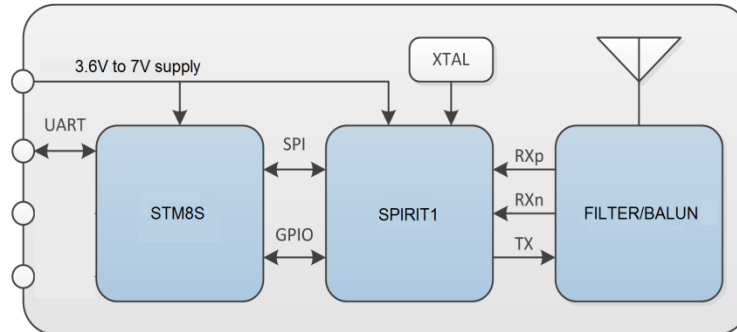 3.6V to 7V supply
XTAL
UART
SPI
RXp
STM8S
SPIRIT1
RXn
FILTER/BALUN
GPIO
TX